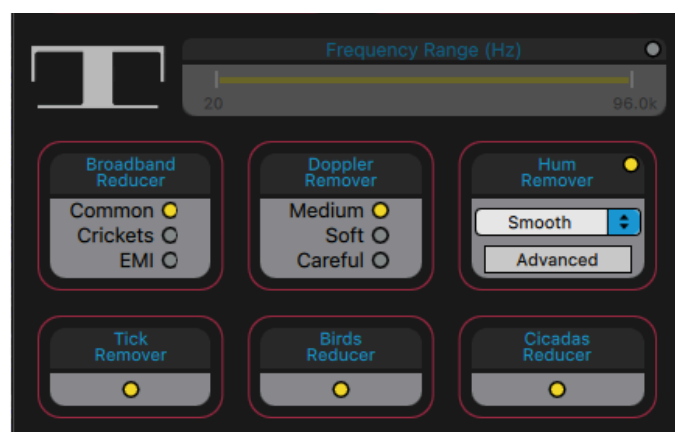 Frequency Range (Hz)
20
96.0k
Broadband
Reducer
Common
Crickets
EMI
Doppler
Remover
Medium
Soft
Careful
Hum
Remover
Smooth
Advanced
Tick
Remover
Birds
Reducer
Cicadas
Reducer